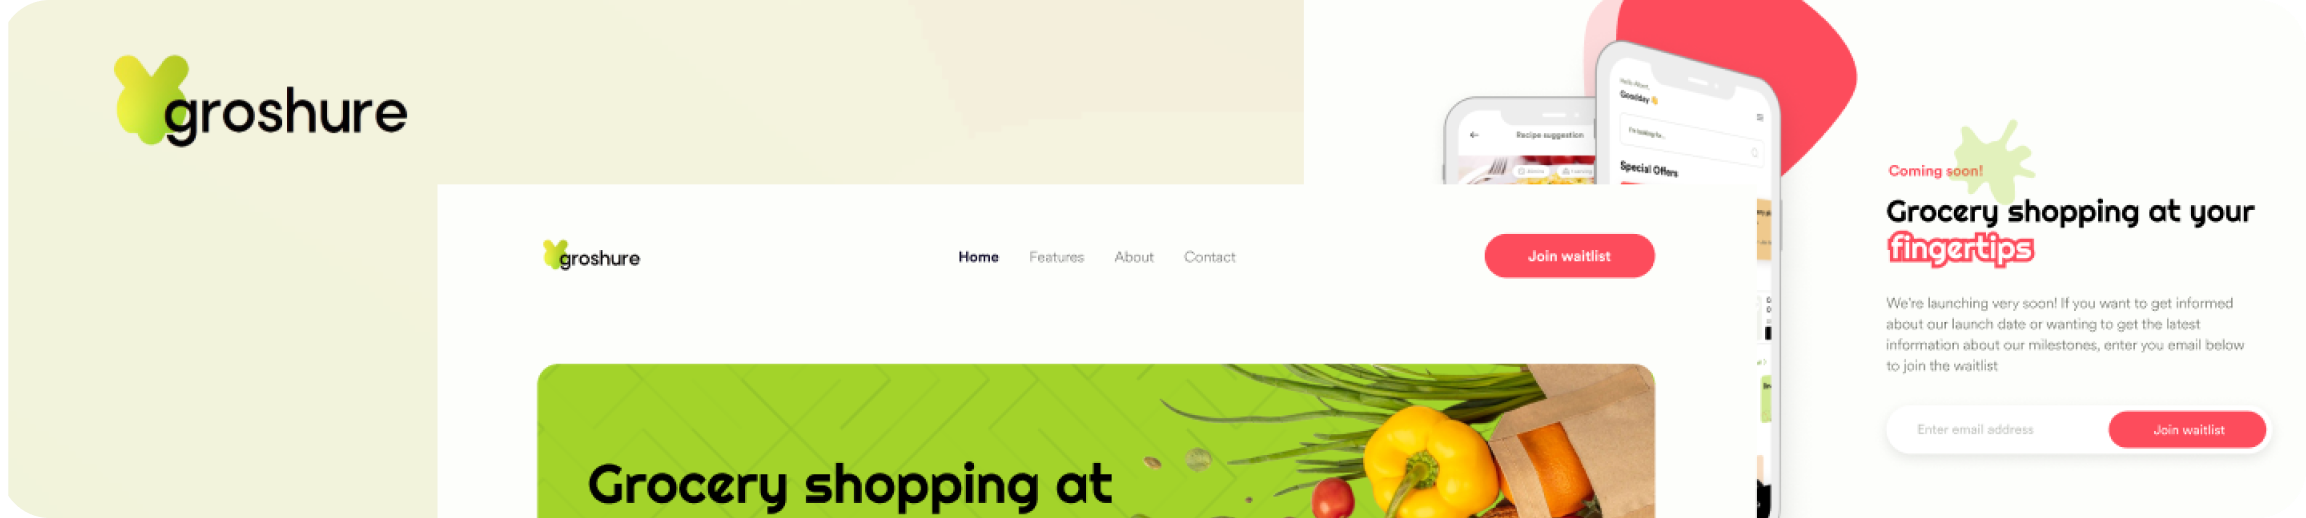 groshure
groshure
Home
Features
About
Contact
Join waitlist
Grocery shopping at
Recipe suggestion
Goodday
I'm looking for...
Special Offers
Coming soon!
Grocery shopping at your
fingertips
We're launching very soon! If you want to get informed
about our launch date or wanting to get the latest
information about our milestones, enter you email below
to join the waitlist
Enter email address
Join waitlist